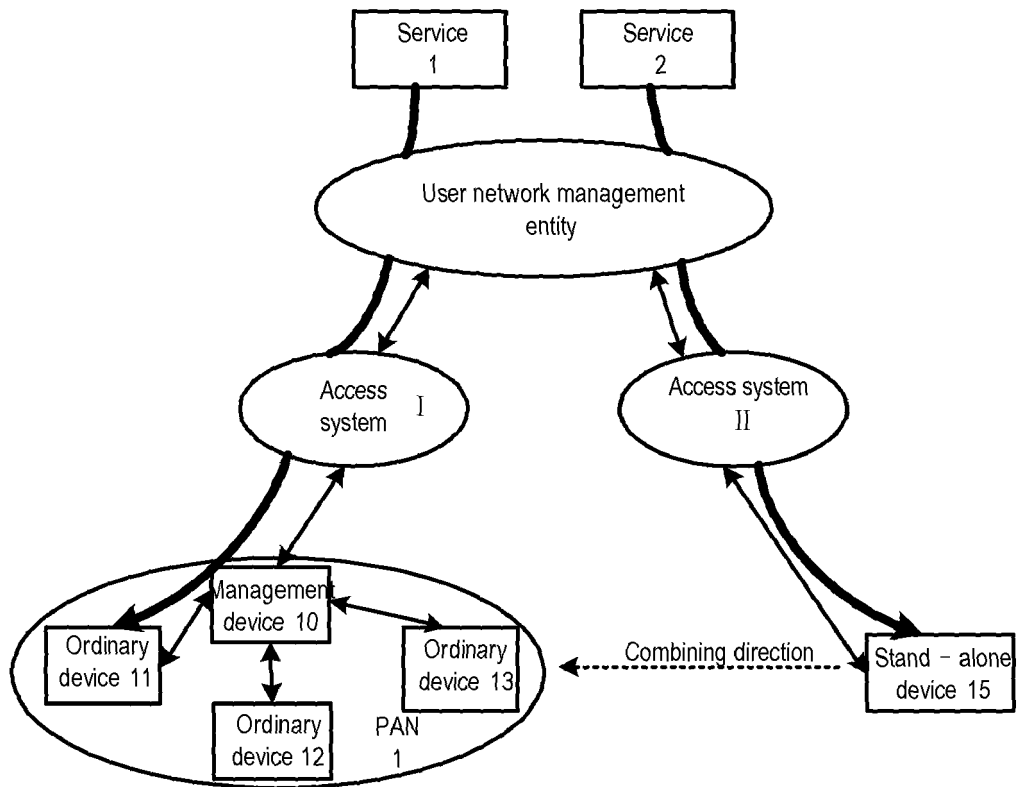 Service
1
Service
2
User network management
entity
Access
system I
Access system
II
Management
device 10
Ordinary
device 11
Ordinary
device 13
Ordinary
device 12
PAN
1
Combining direction
Stand - alone
device 15